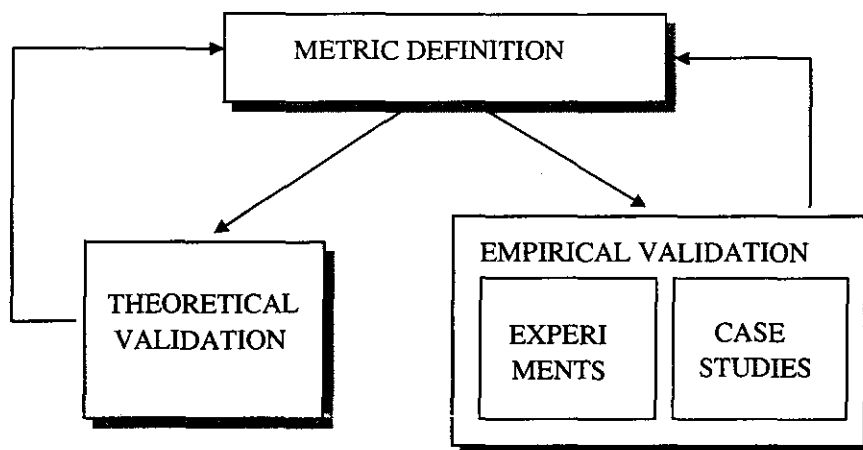 METRIC DEFINITION
THEORETICAL
VALIDATION
EMPIRICAL VALIDATION
EXPERI
MENTS
CASE
STUDIES